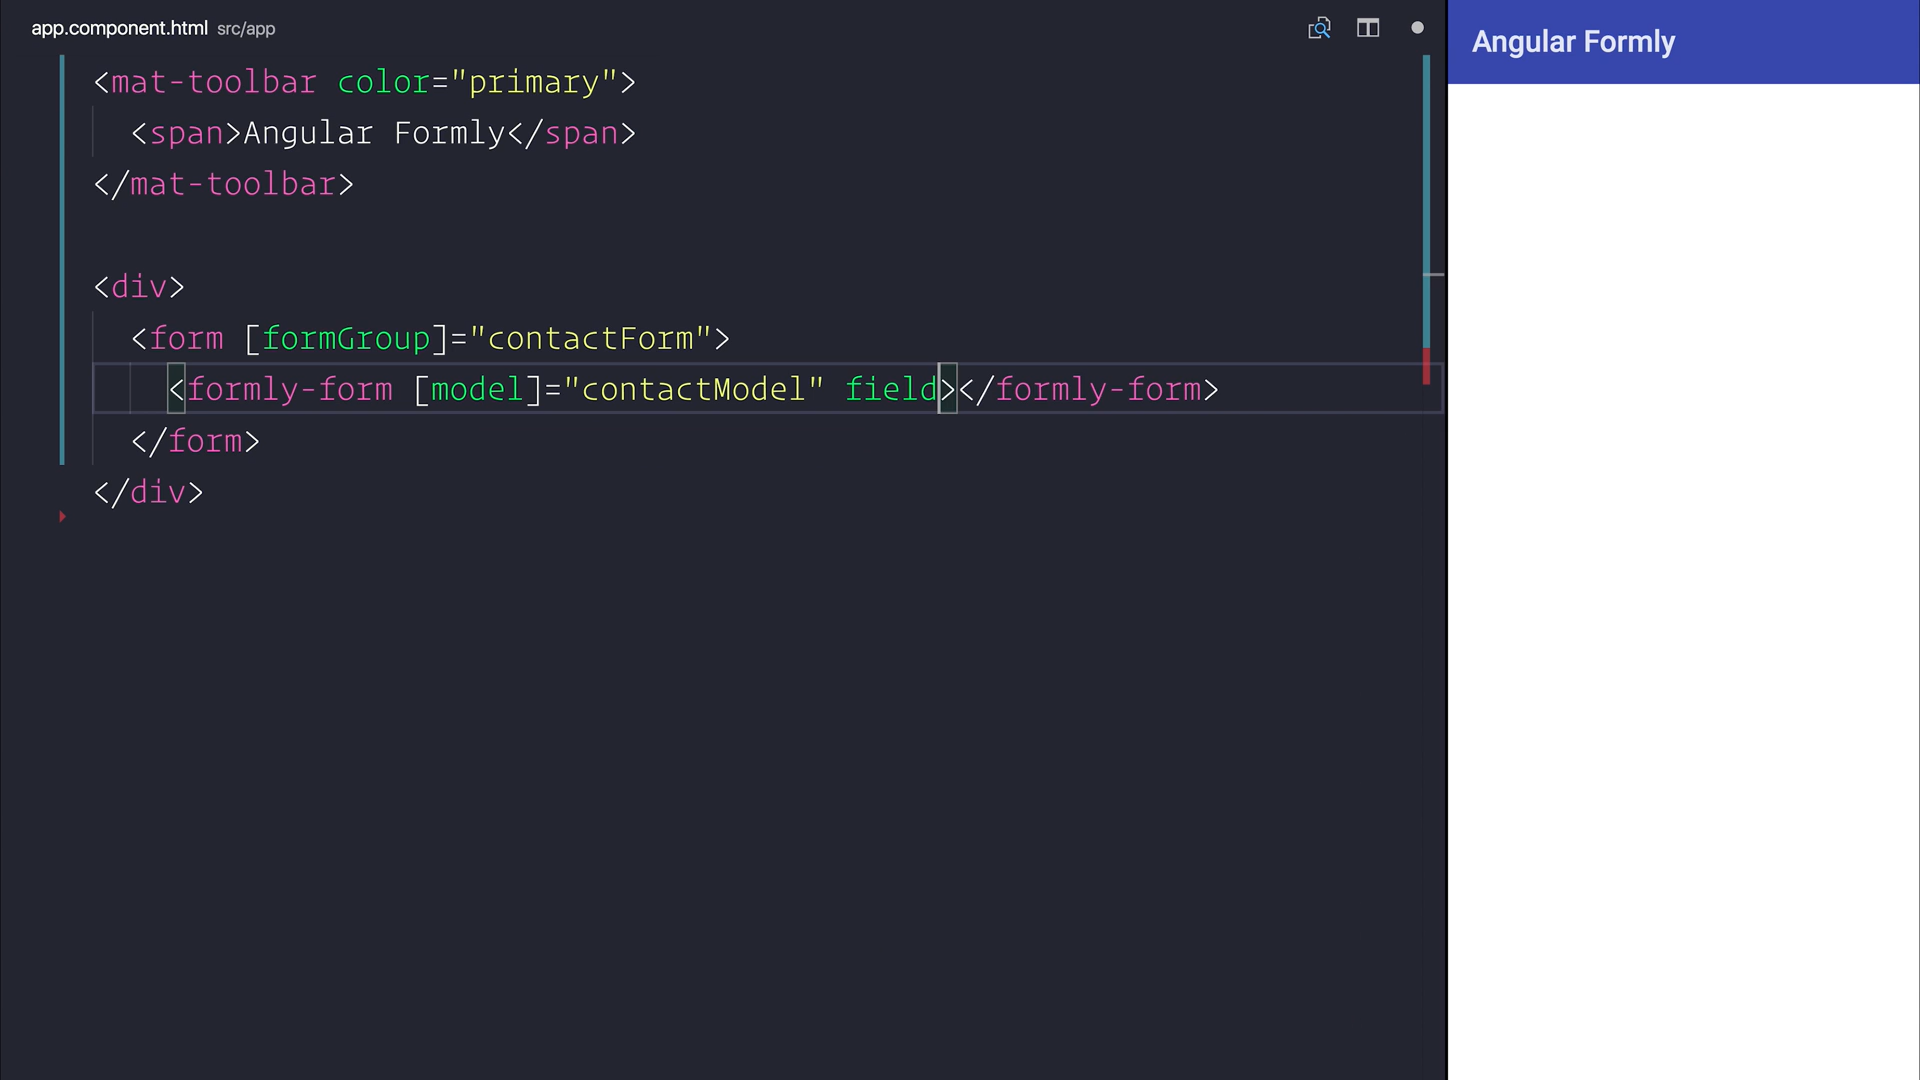 app.component.html src/app
<mat-toolbar color="primary">
<span>Angular Formly</span>
</mat-toolbar>
<div>
<form [formGroup]="contactForm">
<formly-form [model]="contactModel" field></formly-form>
</form>
</div>
Angular Formly